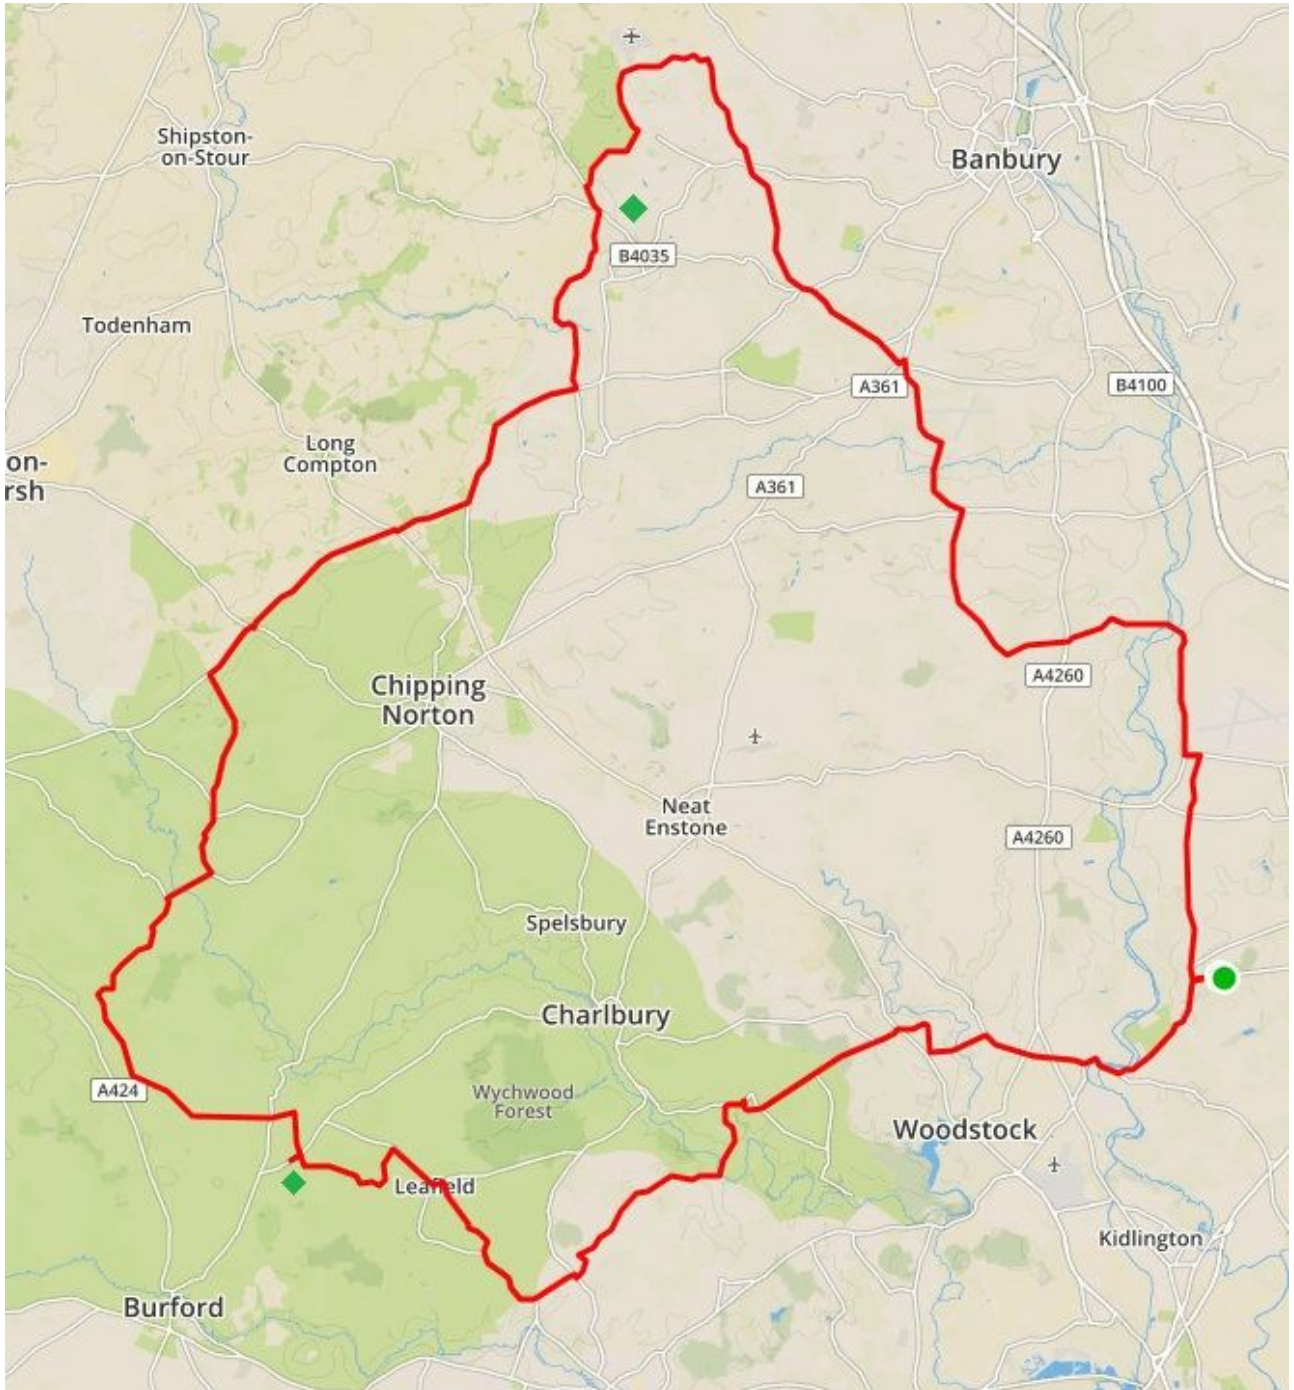 Shipston-
on-Stour
Banbury
B4035
Todenham
A361
B4100
Long
Compton
on-
rsh
A361
A4260
Chipping
Norton
Neat
Enstone
A4260
Spelsbury
Charlbury
A424
Wychwood
Forest
Woodstock
Leafield
Kidlington
Burford